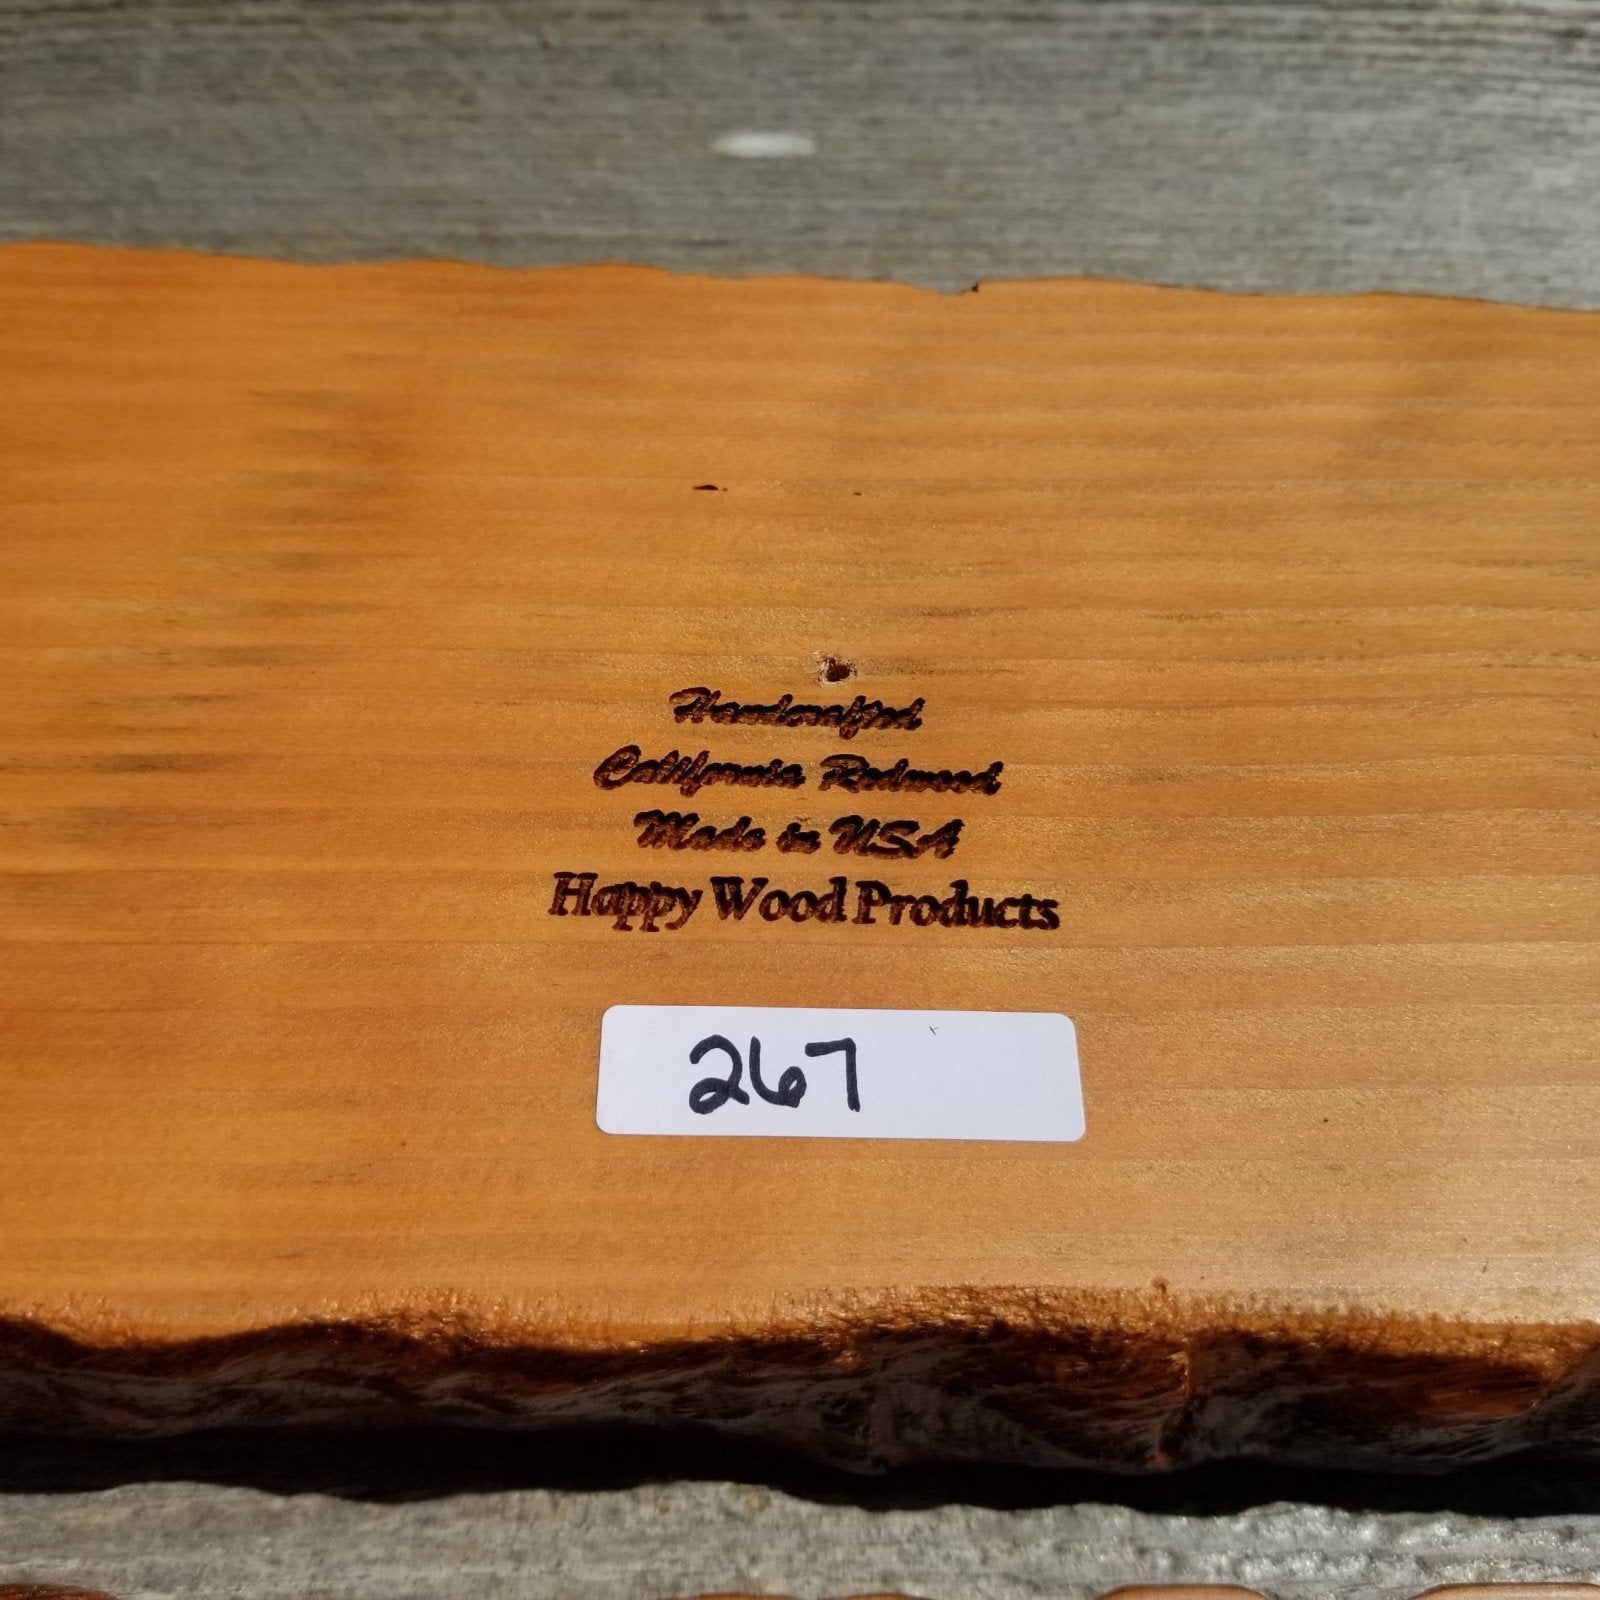 Handcrafted
California Redwood
Made in USA
Happy Wood Products
267